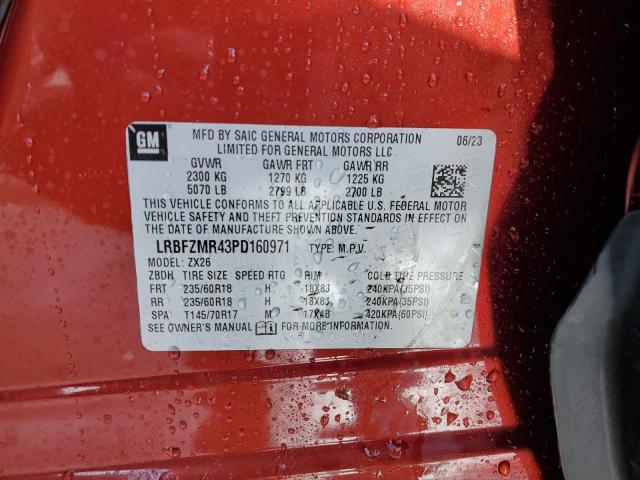 GM
MFD BY SAIC GENERAL MOTORS CORPORATION 06/23
LIMITED FOR GENERAL MOTORS LLC
GVWR GAWR FRT GAWR RR
2300 KG 1270 KG 1225 KG
5070 LB 2799 LB 2700 LB
THIS VEHICLE CONFORMS TO ALL APPLICABLE U.S. FEDERAL MOTOR
VEHICLE SAFETY AND THEFT PREVENTION STANDARDS IN EFFECT ON
THE DATE OF MANUFACTURE SHOWN ABOVE.
LRBFZMR43PD160971 TYPE: M.P.V.
MODEL: ZX26
ZBDH TIRE SIZE SPEED RTG RIM COLD TIRE PRESSURE
FRT 235/60R18 H 18X8J 240KPA(35PSI)
RR 235/60R18 H 18X8J 240KPA(35PSI)
SPA T145/70R17 M 17X4B 420KPA(60PSI)
SEE OWNER'S MANUAL FOR MORE INFORMATION.